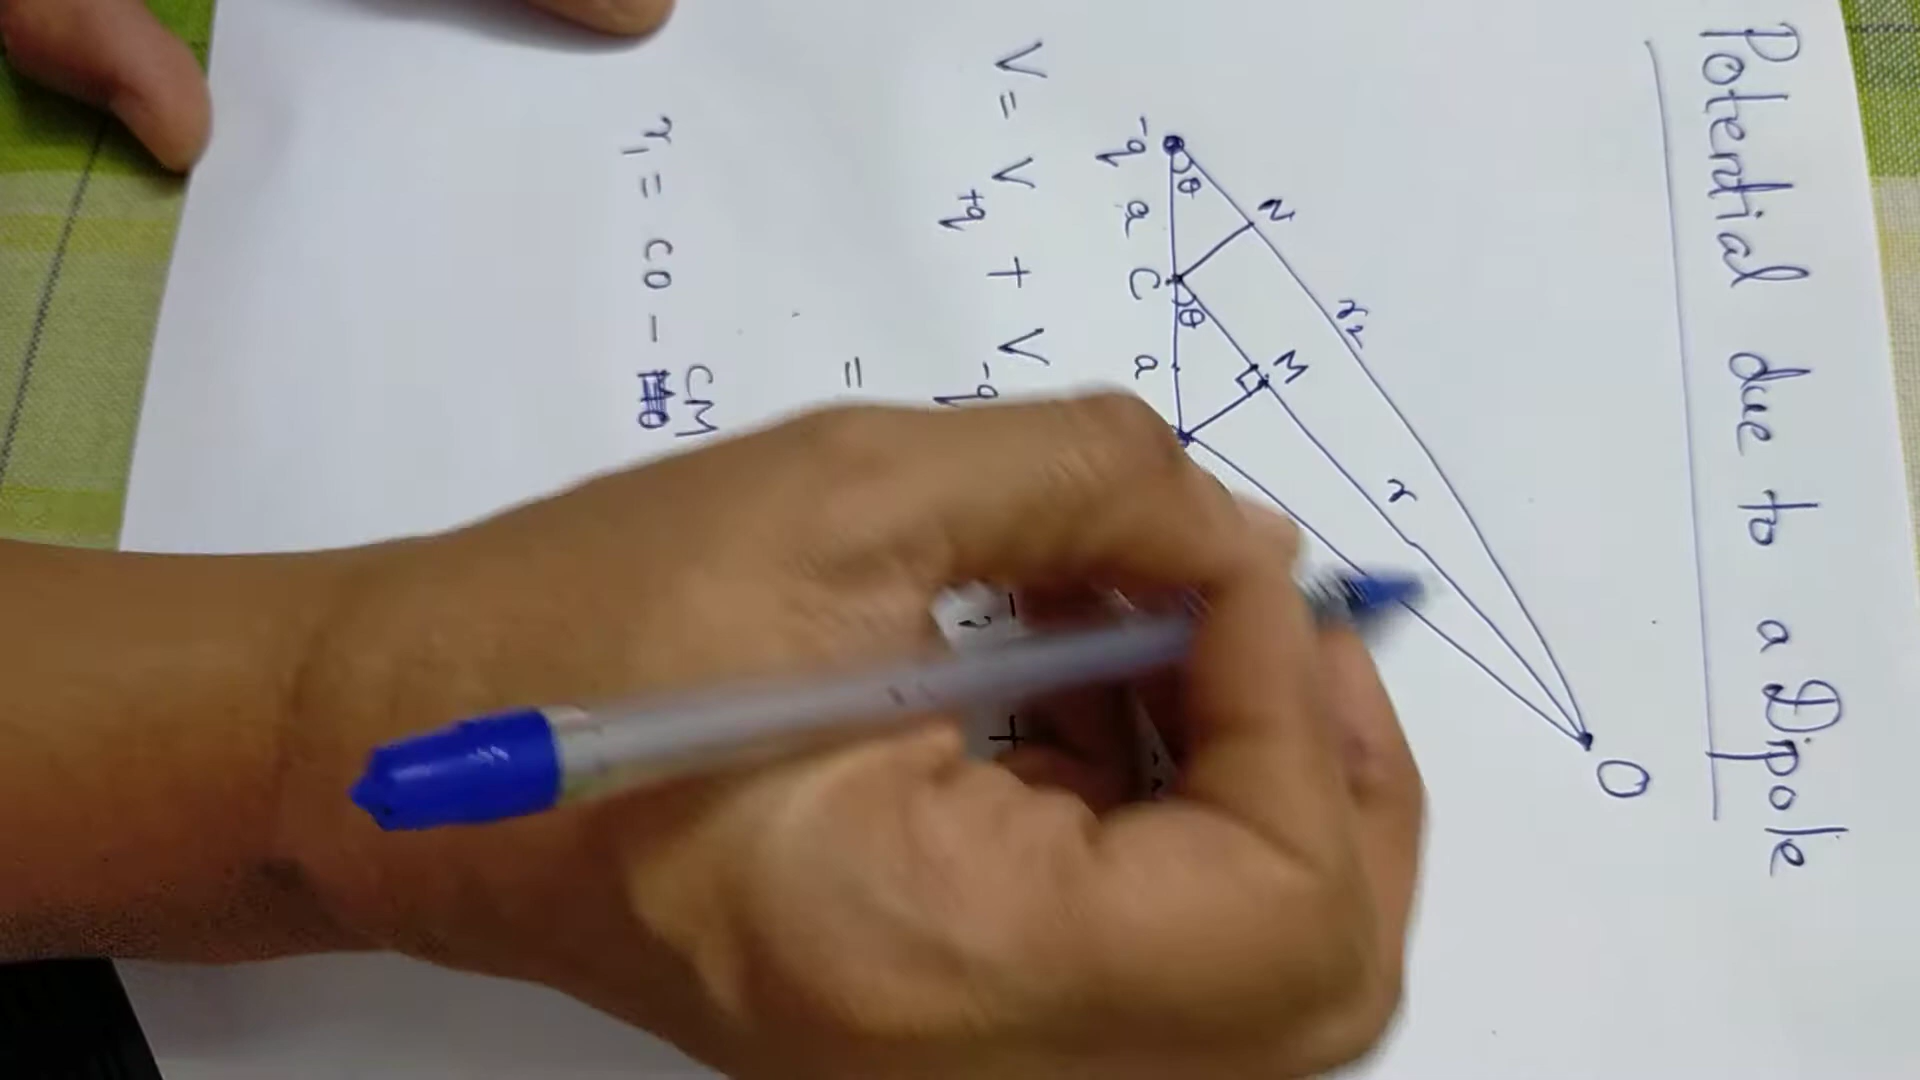 Potential due to a Dipole
O
r₂
r
N
M
θ
θ
-q a C a
V = V+q + V-q
- +
=
r₁ = CO - CM